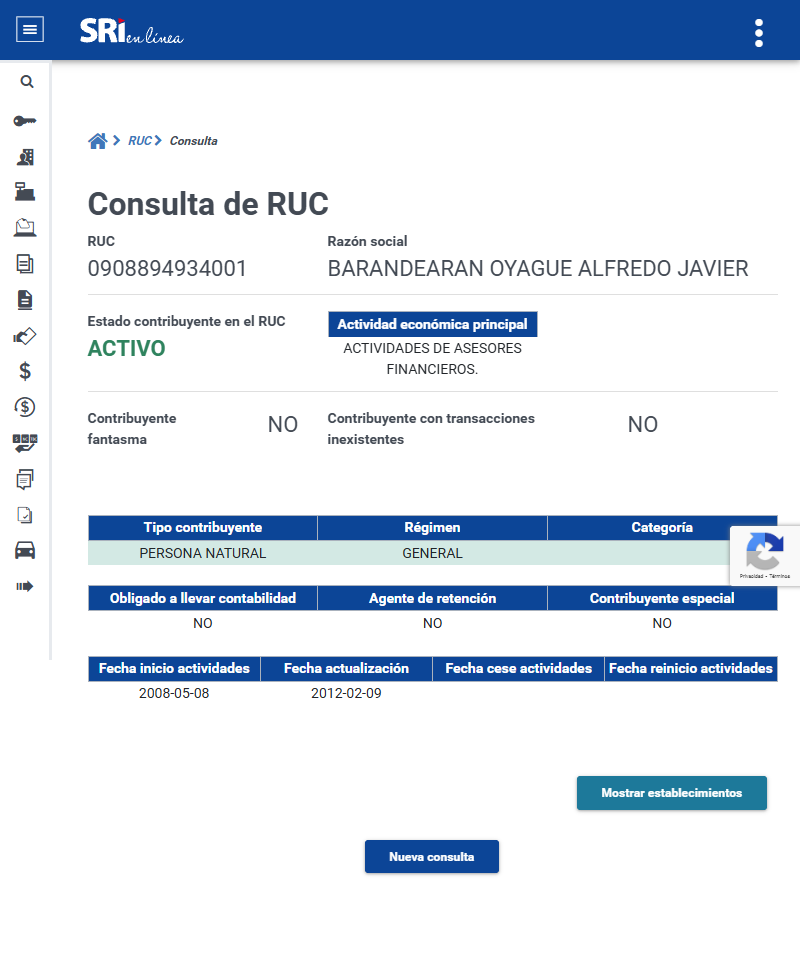 SRi en línea
RUC Consulta
Consulta de RUC
RUC Razón social
0908894934001 BARANDEARAN OYAGUE ALFREDO JAVIER
Estado contribuyente en el RUC Actividad económica principal
ACTIVO ACTIVIDADES DE ASESORES
FINANCIEROS.
Contribuyente NO Contribuyente con transacciones NO
fantasma inexistentes
Tipo contribuyente Régimen Categoría
PERSONA NATURAL GENERAL
Privacidad - Términos
Obligado a llevar contabilidad Agente de retención Contribuyente especial
NO NO NO
Fecha inicio actividades Fecha actualización Fecha cese actividades Fecha reinicio actividades
2008-05-08 2012-02-09
Mostrar establecimientos
Nueva consulta